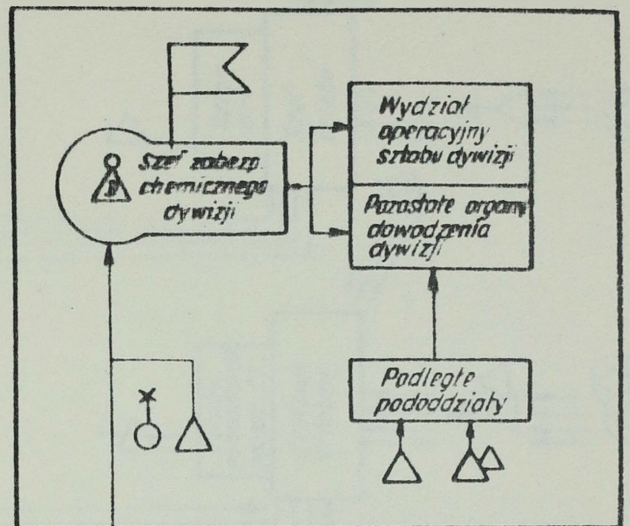 Szef zabezp.
chemicznego
dywizji
Wydział
operacyjny
sztabu dywizji
Pozostałe organy
dowodzenia
dywizji
Podległe
pododdziały